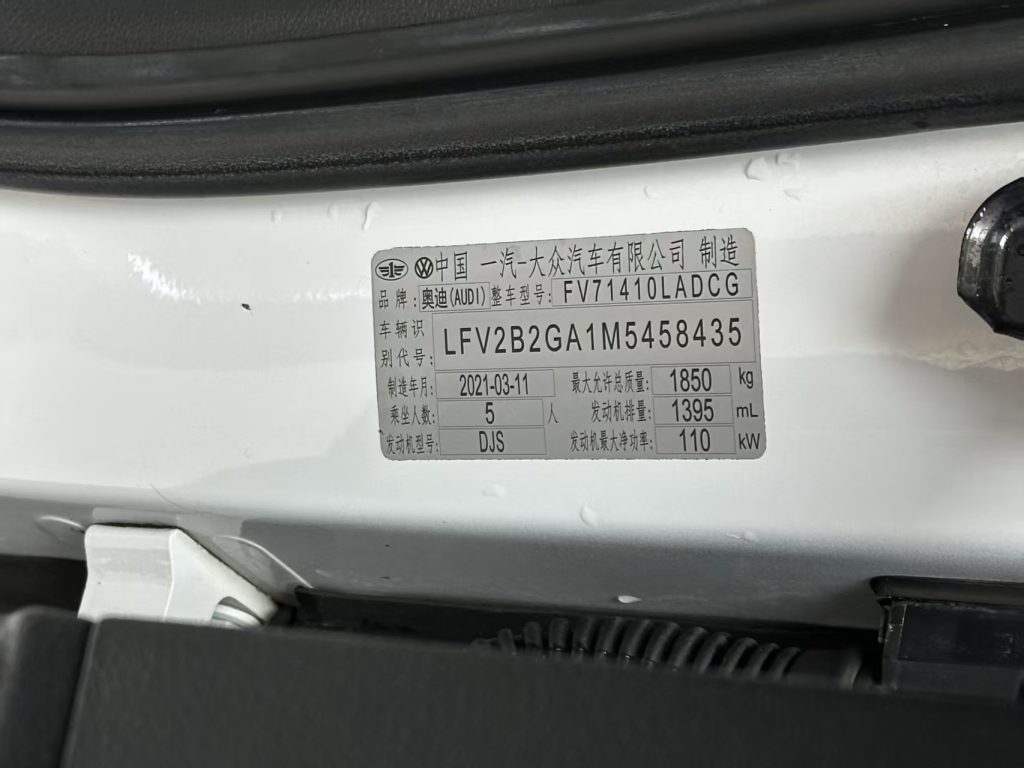 中国 一汽-大众汽车有限公司 制造
品牌: 奥迪(AUDI) 整车型号: FV71410LADCG
车辆识别代号: LFV2B2GA1M5458435
制造年月: 2021-03-11 最大允许总质量: 1850 kg
乘坐人数: 5 人 发动机排量: 1395 mL
发动机型号: DJS 发动机最大净功率: 110 kW